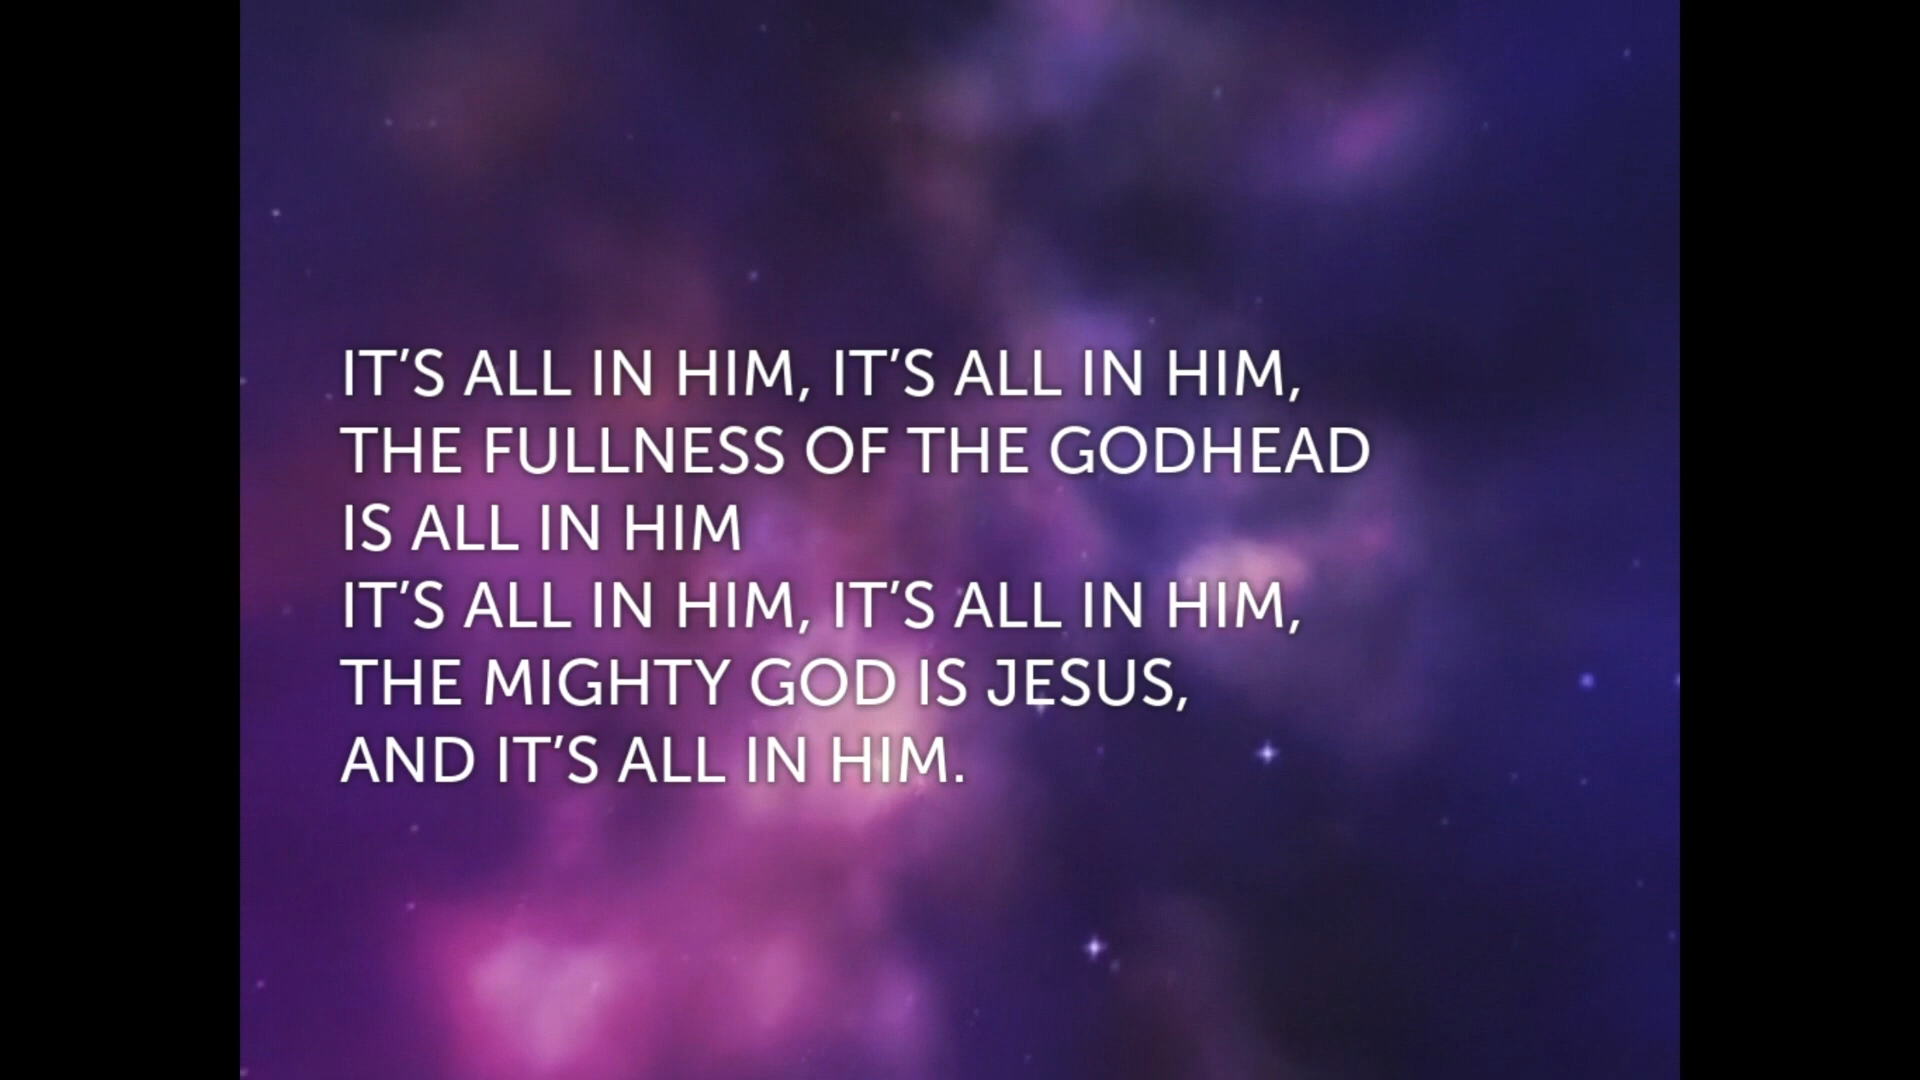 IT’S ALL IN HIM, IT’S ALL IN HIM,
THE FULLNESS OF THE GODHEAD
IS ALL IN HIM
IT’S ALL IN HIM, IT’S ALL IN HIM,
THE MIGHTY GOD IS JESUS,
AND IT’S ALL IN HIM.